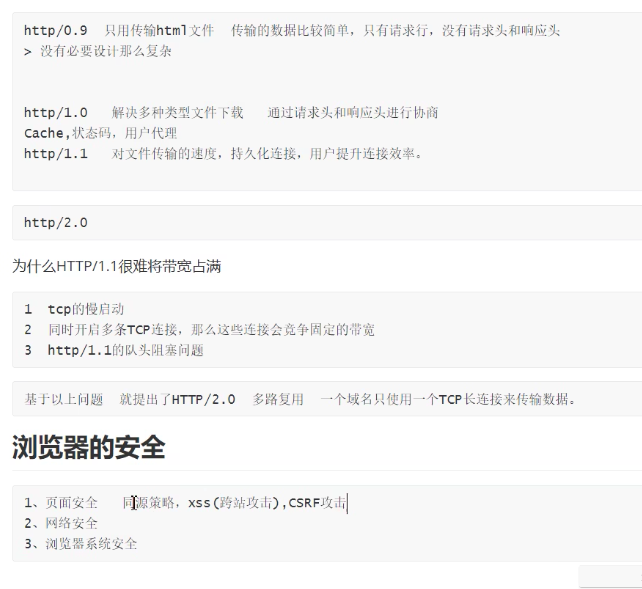 http/0.9 只用传输html文件 传输的数据比较简单，只有请求行，没有请求头和响应头
> 没有必要设计那么复杂
http/1.0 解决多种类型文件下载 通过请求头和响应头进行协商
Cache,状态码，用户代理
http/1.1 对文件传输的速度，持久化连接，用户提升连接效率。
http/2.0
为什么HTTP/1.1很难将带宽占满
1 tcp的慢启动
2 同时开启多条TCP连接，那么这些连接会竞争固定的带宽
3 http/1.1的队头阻塞问题
基于以上问题 就提出了HTTP/2.0 多路复用 一个域名只使用一个TCP长连接来传输数据。
浏览器的安全
1、页面安全 同源策略，xss(跨站攻击),CSRF攻击
2、网络安全
3、浏览器系统安全